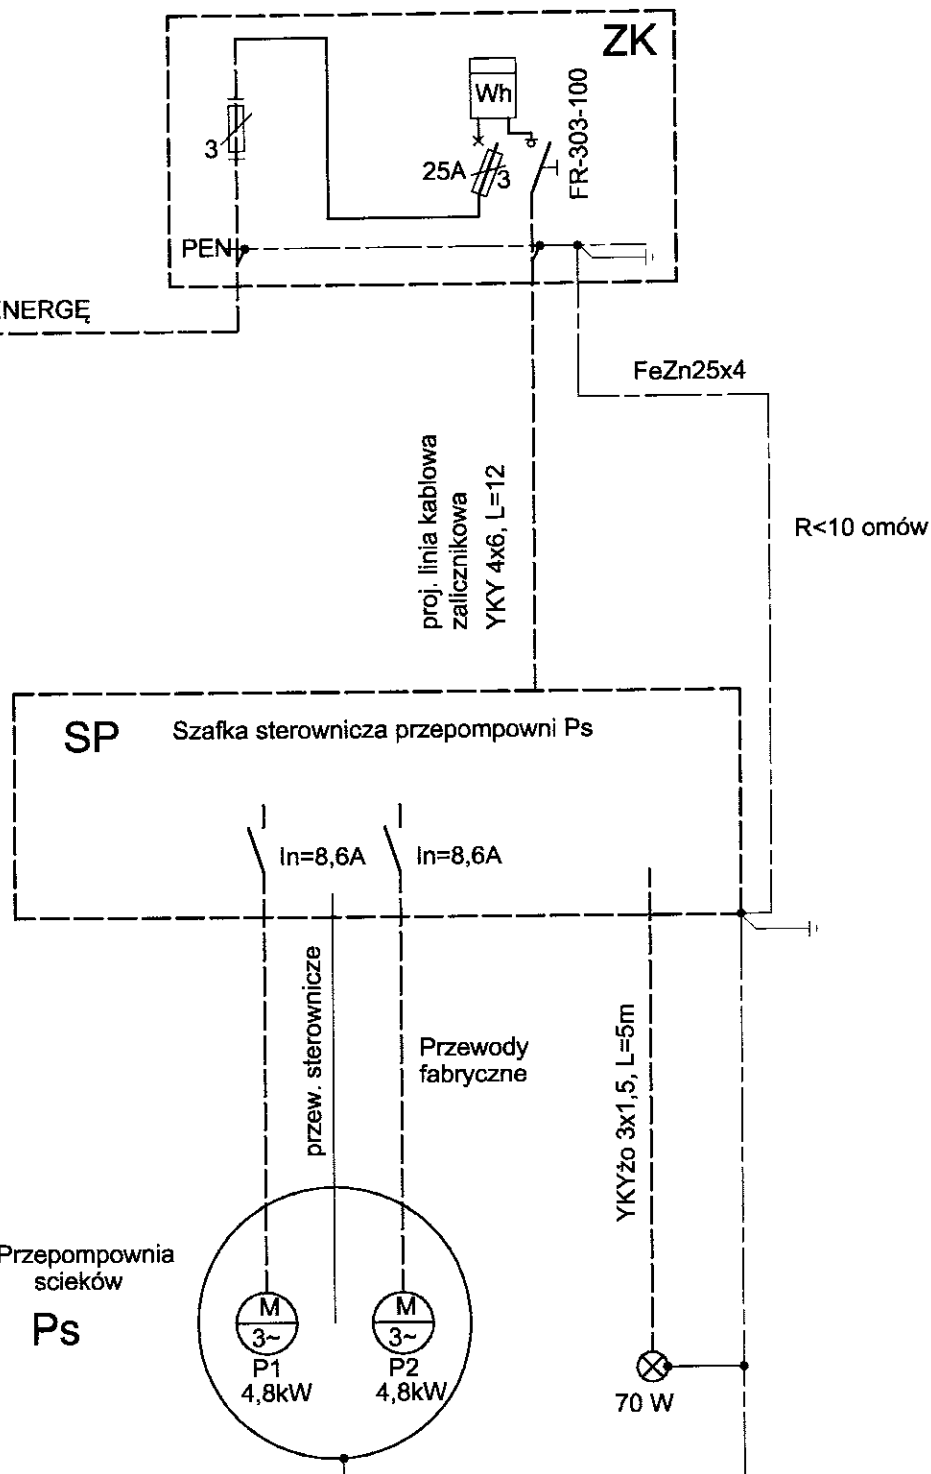 ZK
Wh
FR-303-100
3
25A
3
PEN
ENERGĘ
FeZn25x4
proj. linia kablowa
zalicznikowa
YKY 4x6, L=12
R<10 omów
SP
Szafka sterownicza przepompowni Ps
In=8,6A
In=8,6A
przew. sterownicze
Przewody
fabryczne
YKYżo 3x1,5, L=5m
Przepompownia
scieków
Ps
M
3~
P1
4,8kW
M
3~
P2
4,8kW
70 W